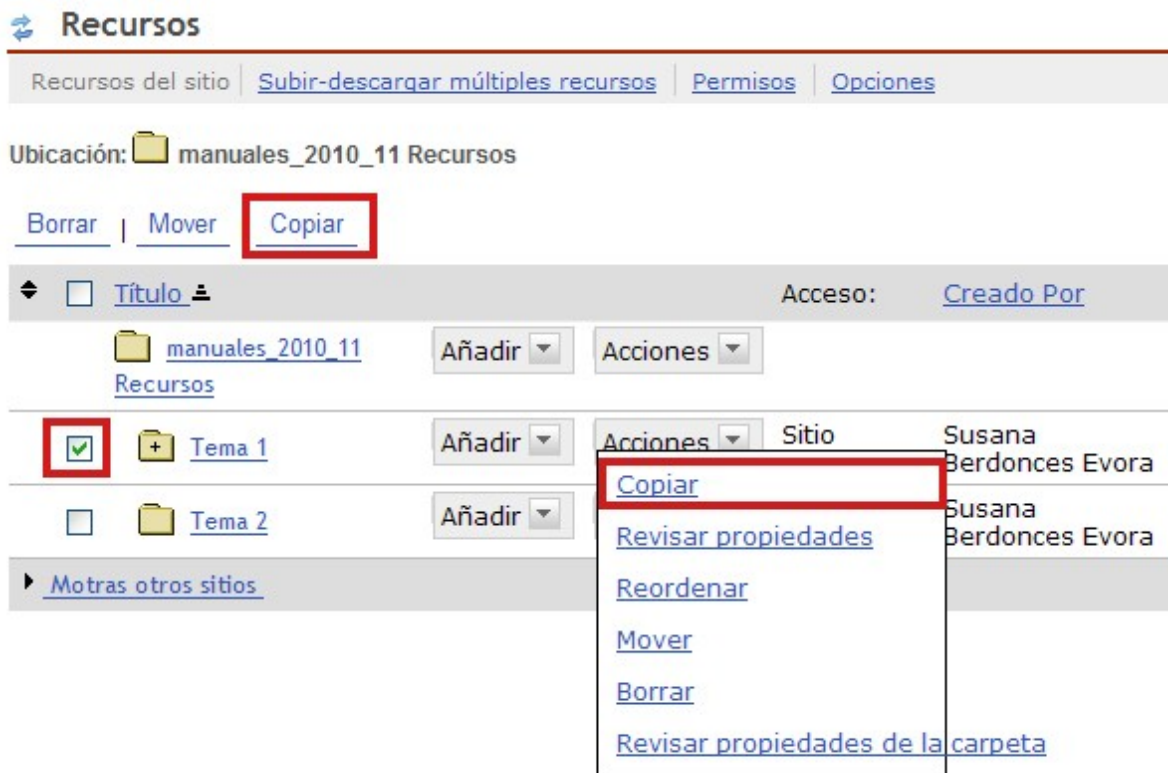 Recursos
Recursos del sitio | Subir-descargar múltiples recursos | Permisos | Opciones
Ubicación: manuales_2010_11 Recursos
Borrar | Mover Copiar
Título Acceso: Creado Por
manuales_2010_11 Añadir Acciones
Recursos
Tema 1 Añadir Acciones Sitio Susana
Berdonces Evora
Copiar
Tema 2 Añadir Susana
Berdonces Evora
Revisar propiedades
Motras otros sitios
Reordenar
Mover
Borrar
Revisar propiedades de la carpeta